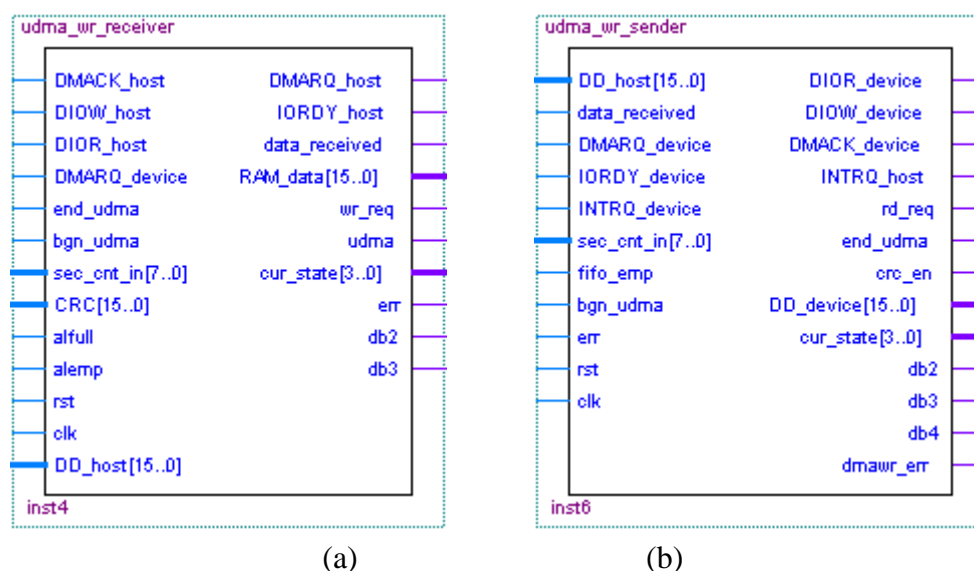 udma_wr_receiver
DMACK_host DMARQ_host
DIOW_host IORDY_host
DIOR_host data_received
DMARQ_device RAM_data[15..0]
end_udma wr_req
bgn_udma udma
sec_cnt_in[7..0] cur_state[3..0]
CRC[15..0] err
alfull db2
alemp db3
rst
clk
DD_host[15..0]
inst4
(a)
udma_wr_sender
DD_host[15..0] DIOR_device
data_received DIOW_device
DMARQ_device DMACK_device
IORDY_device INTRQ_host
INTRQ_device rd_req
sec_cnt_in[7..0] end_udma
fifo_emp crc_en
bgn_udma DD_device[15..0]
err cur_state[3..0]
rst db2
clk db3
db4
dmawr_err
inst6
(b)